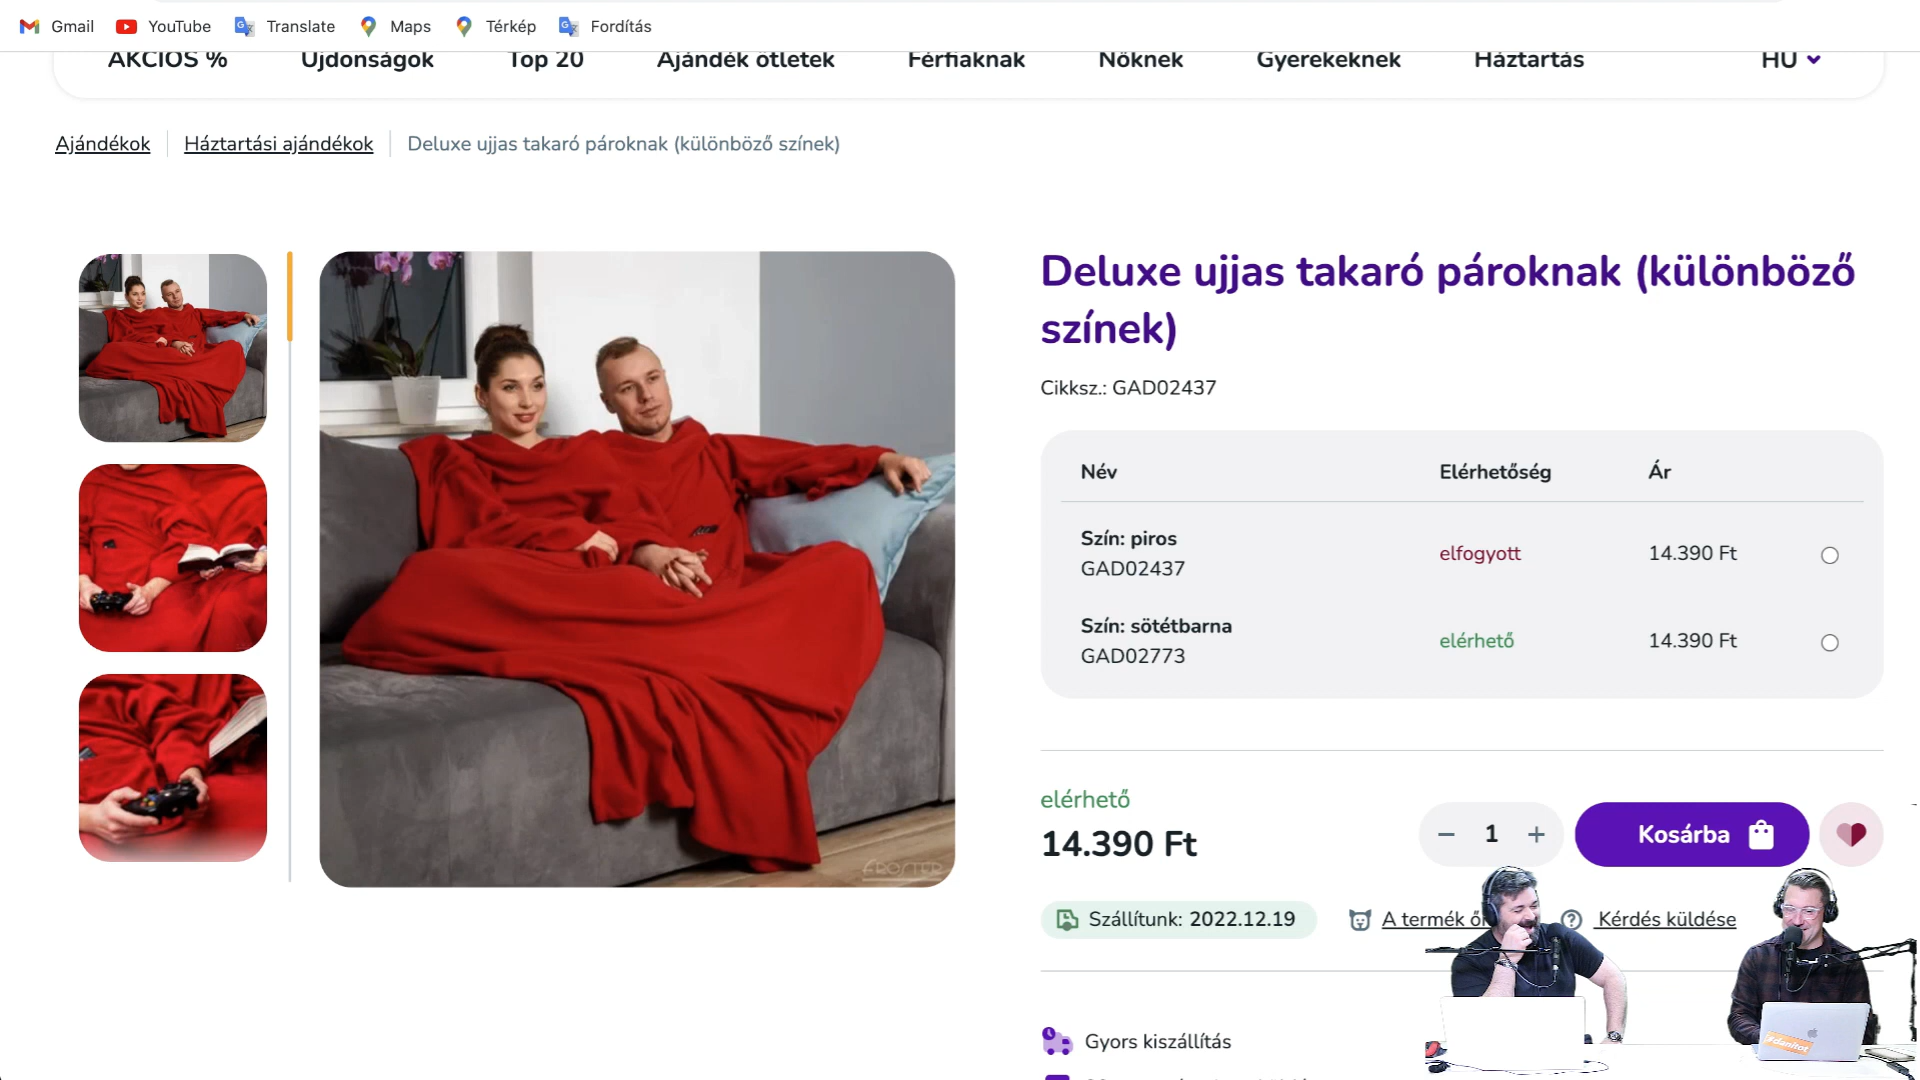 Gmail
YouTube
Translate
Maps
Térkép
Fordítás
AKCIÓS %
Újdonságok
Top 20
Ajándék ötletek
Férfiaknak
Nőknek
Gyerekeknek
Háztartás
HU
Ajándékok
Háztartási ajándékok
Deluxe ujjas takaró pároknak (különböző színek)
FROSTER
Deluxe ujjas takaró pároknak (különböző
színek)
Cikksz.: GAD02437
Név Elérhetőség Ár
Szín: piros
GAD02437
elfogyott
14.390 Ft
Szín: sötétbarna
GAD02773
elérhető
14.390 Ft
elérhető
14.390 Ft
1
Kosárba
Szállítunk: 2022.12.19
A termék
Kérdés küldése
Gyors kiszállítás